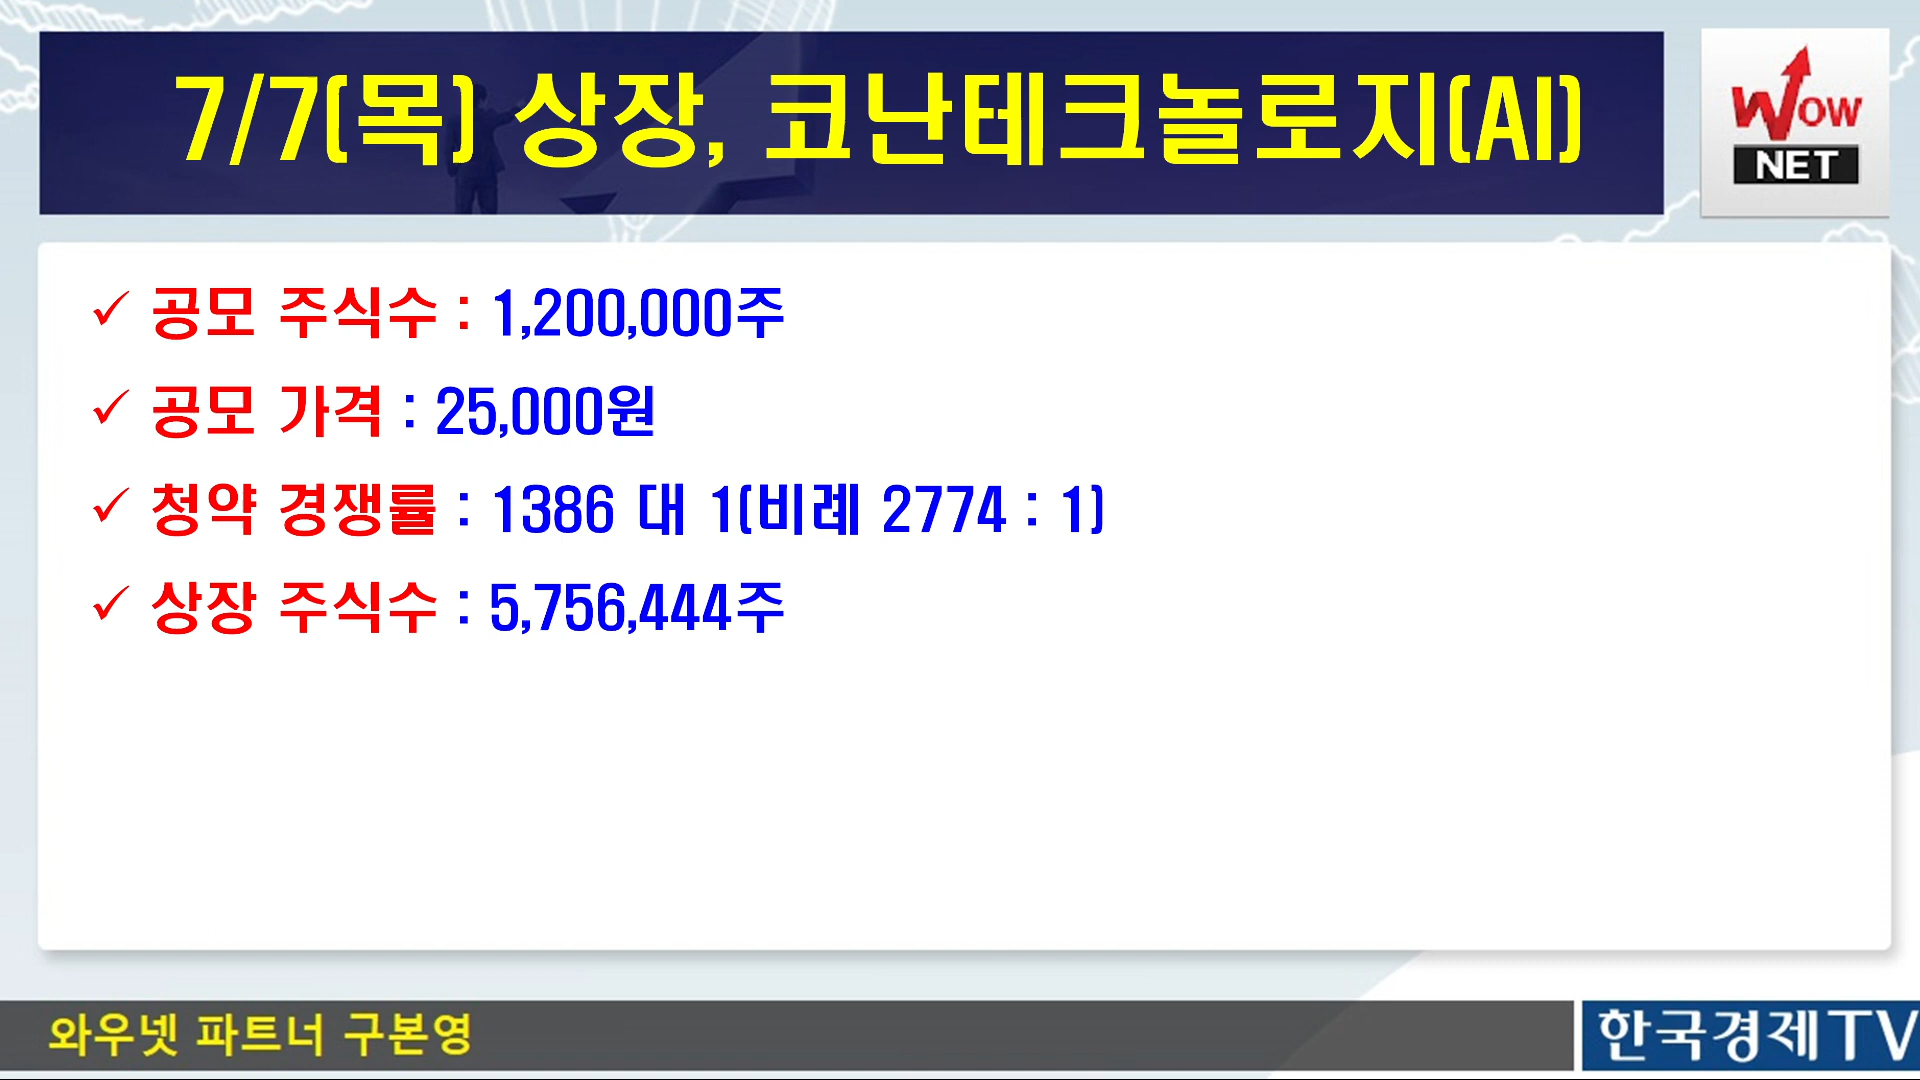 7/7(목) 상장, 코난테크놀로지(AI)
WOW
NET
✓ 공모 주식수 : 1,200,000주
✓ 공모 가격 : 25,000원
✓ 청약 경쟁률 : 1386 대 1(비례 2774 : 1)
✓ 상장 주식수 : 5,756,444주
와우넷 파트너 구본영
한국경제TV